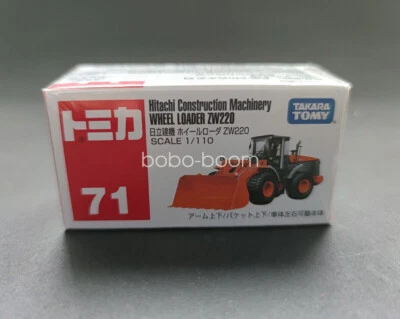 トミカ
71
Hitachi Construction Machinery
WHEEL LOADER ZW220
日立建機 ホイールローダ ZW220
SCALE 1/110
TAKARA
TOMY
bobo-boom
アーム上下/バケット上下/車体左右可動本体